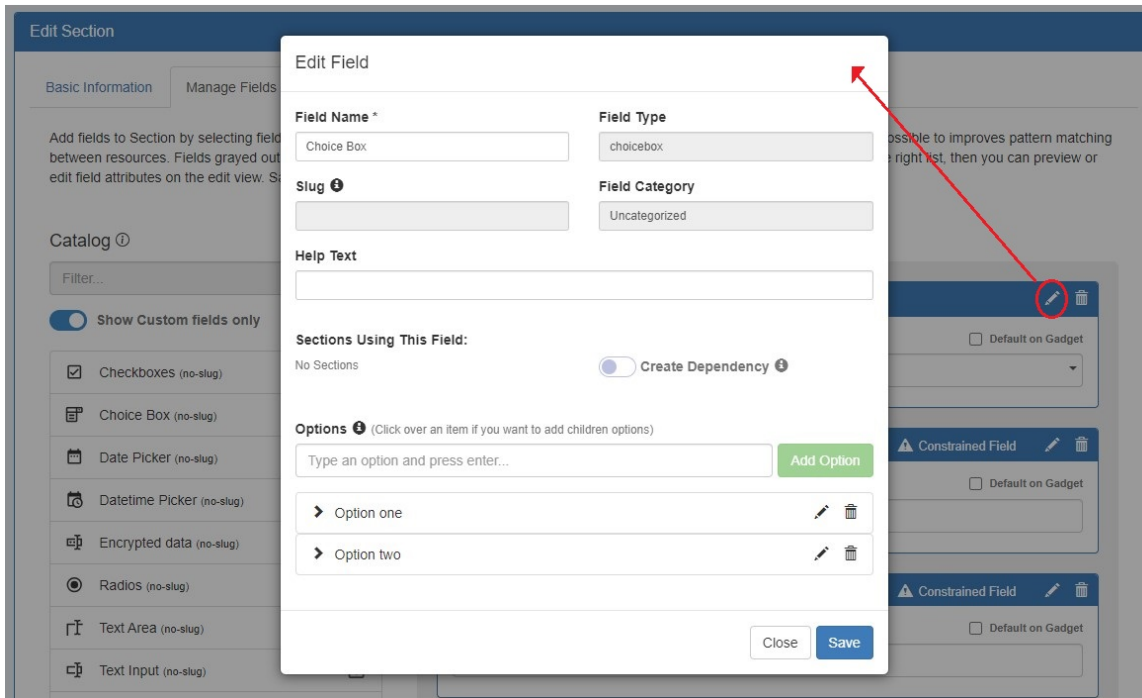 Edit Section
Basic Information
Manage Fields
Add fields to Section by selecting field
ossible to improves pattern matching
between resources. Fields grayed out
right list, then you can preview or
edit field attributes on the edit view.
Catalog
Filter...
Show Custom fields only
Checkboxes (no-slug)
Choice Box (no-slug)
Date Picker (no-slug)
Datetime Picker (no-slug)
Encrypted data (no-slug)
Radios (no-slug)
Text Area (no-slug)
Text Input (no-slug)
Edit Field
Field Name *
Field Type
Choice Box
choicebox
Slug
Field Category
Uncategorized
Help Text
Sections Using This Field:
No Sections
Create Dependency
Options (Click over an item if you want to add children options)
Type an option and press enter...
Add Option
Option one
Option two
Close
Save
Default on Gadget
Constrained Field
Default on Gadget
Constrained Field
Default on Gadget